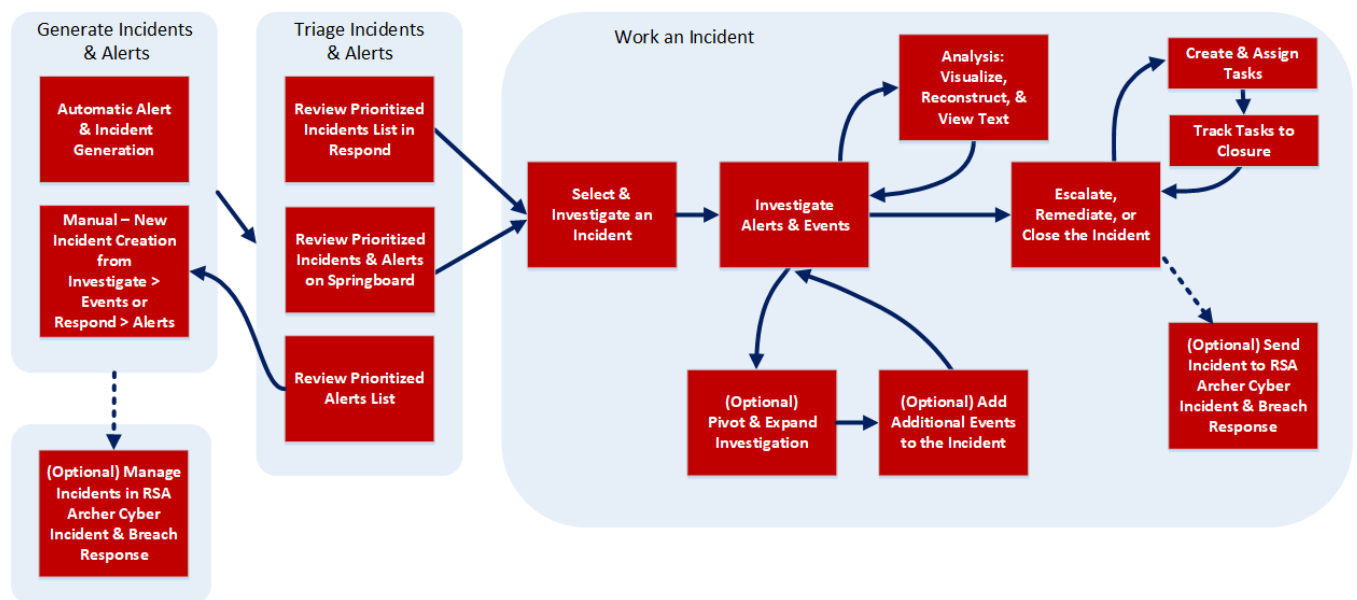 Generate Incidents
& Alerts
Automatic Alert
& Incident
Generation
Manual – New
Incident Creation
from
Investigate >
Events or
Respond > Alerts
(Optional) Manage
Incidents in RSA
Archer Cyber
Incident & Breach
Response
Triage Incidents
& Alerts
Review Prioritized
Incidents List in
Respond
Review Prioritized
Incidents & Alerts
on Springboard
Review Prioritized
Alerts List
Work an Incident
Select &
Investigate an
Incident
Investigate
Alerts & Events
Analysis:
Visualize,
Reconstruct, &
View Text
(Optional)
Pivot & Expand
Investigation
(Optional) Add
Additional Events
to the Incident
Escalate,
Remediate, or
Close the Incident
Create & Assign
Tasks
Track Tasks to
Closure
(Optional) Send
Incident to RSA
Archer Cyber
Incident & Breach
Response